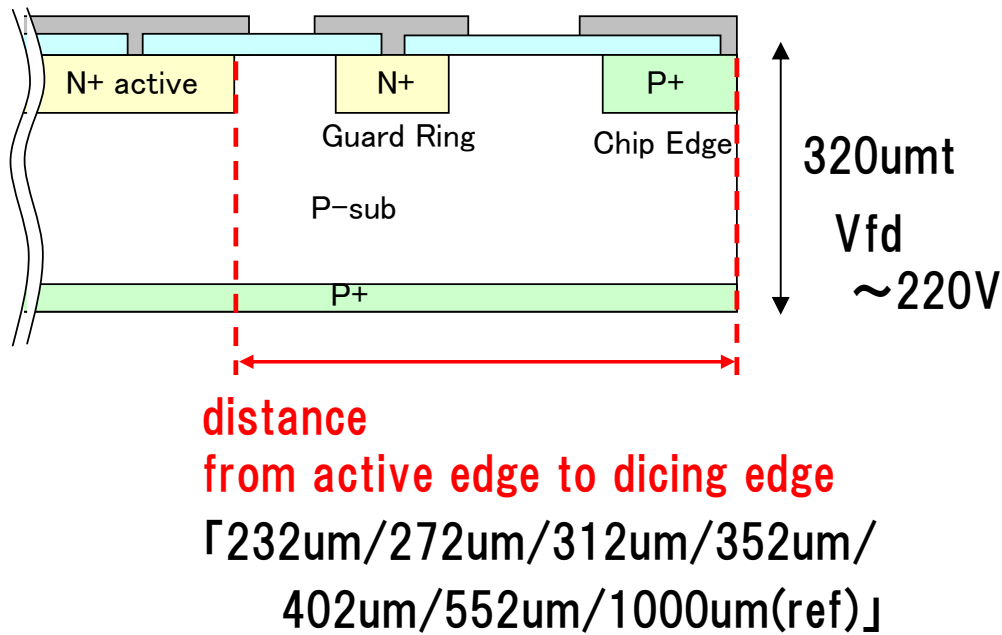 N+ active
N+
P+
Guard Ring
Chip Edge
320umt
P-sub
Vfd
～220V
P+
distance
from active edge to dicing edge
「232um/272um/312um/352um/
402um/552um/1000um(ref)」